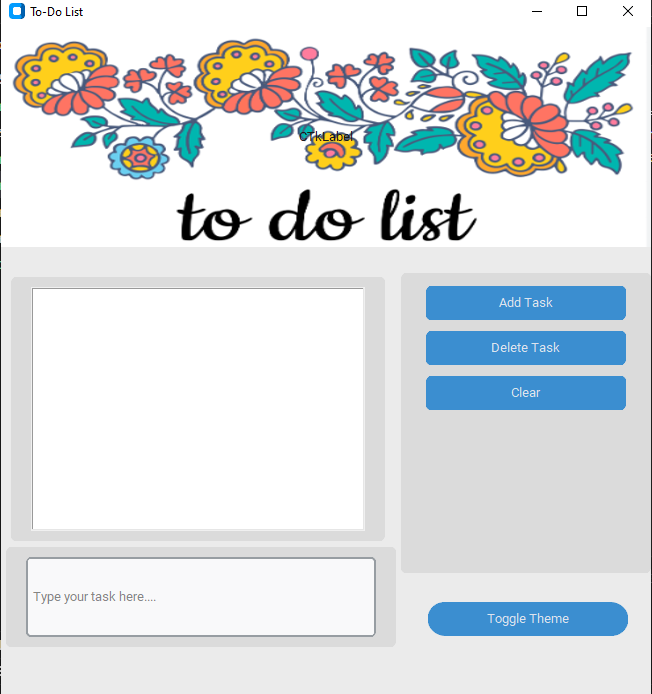 To-Do List
CTkLabel
to do list
Add Task
Delete Task
Clear
Type your task here....
Toggle Theme